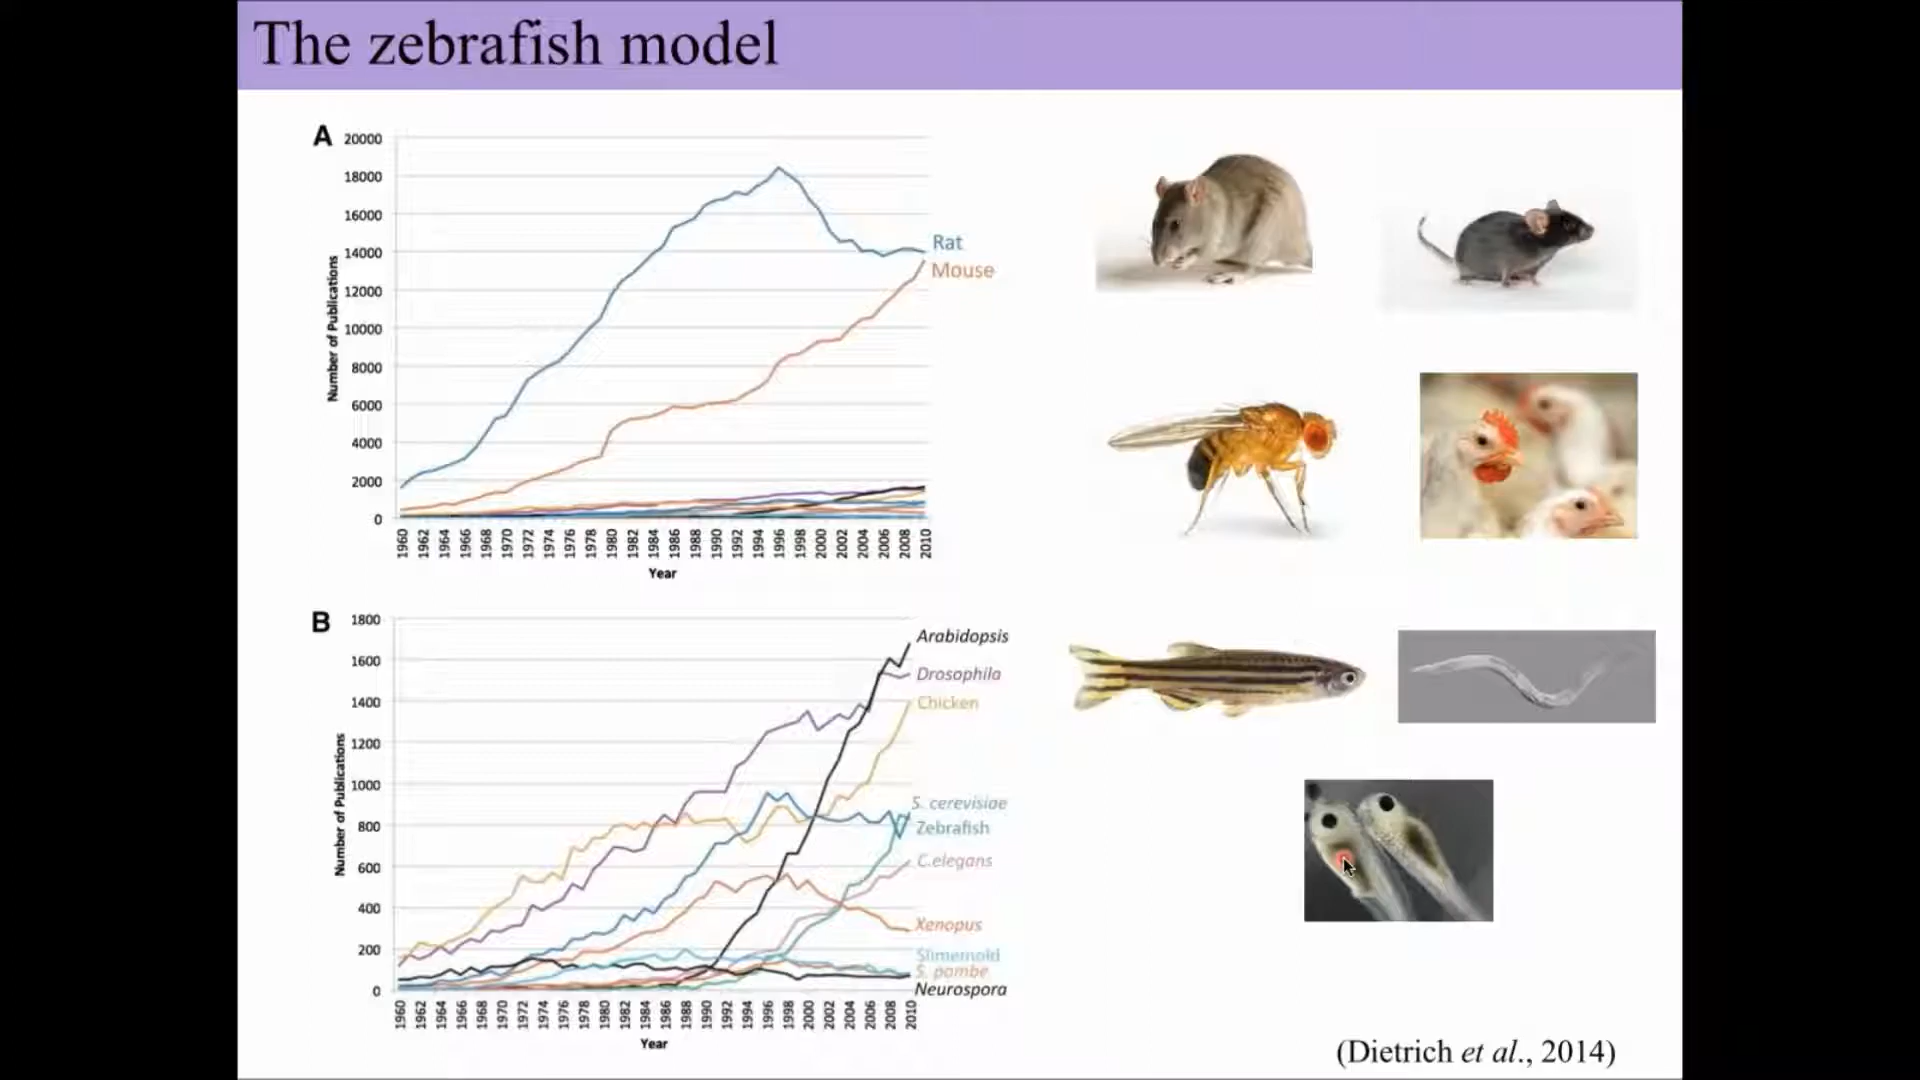 The zebrafish model
A
20000
18000
16000
14000
12000
10000
8000
6000
4000
2000
0
Number of Publications
Rat
Mouse
1960 1962 1964 1966 1968 1970 1972 1974 1976 1978 1980 1982 1984 1986 1988 1990 1992 1994 1996 1998 2000 2002 2004 2006 2008 2010
Year
B
1800
1600
1400
1200
1000
800
600
400
200
0
Number of Publications
Arabidopsis
Drosophila
Chicken
S. cerevisiae
Zebrafish
C.elegans
Xenopus
Slimemold
S. pombe
Neurospora
1960 1962 1964 1966 1968 1970 1972 1974 1976 1978 1980 1982 1984 1986 1988 1990 1992 1994 1996 1998 2000 2002 2004 2006 2008 2010
Year
(Dietrich et al., 2014)